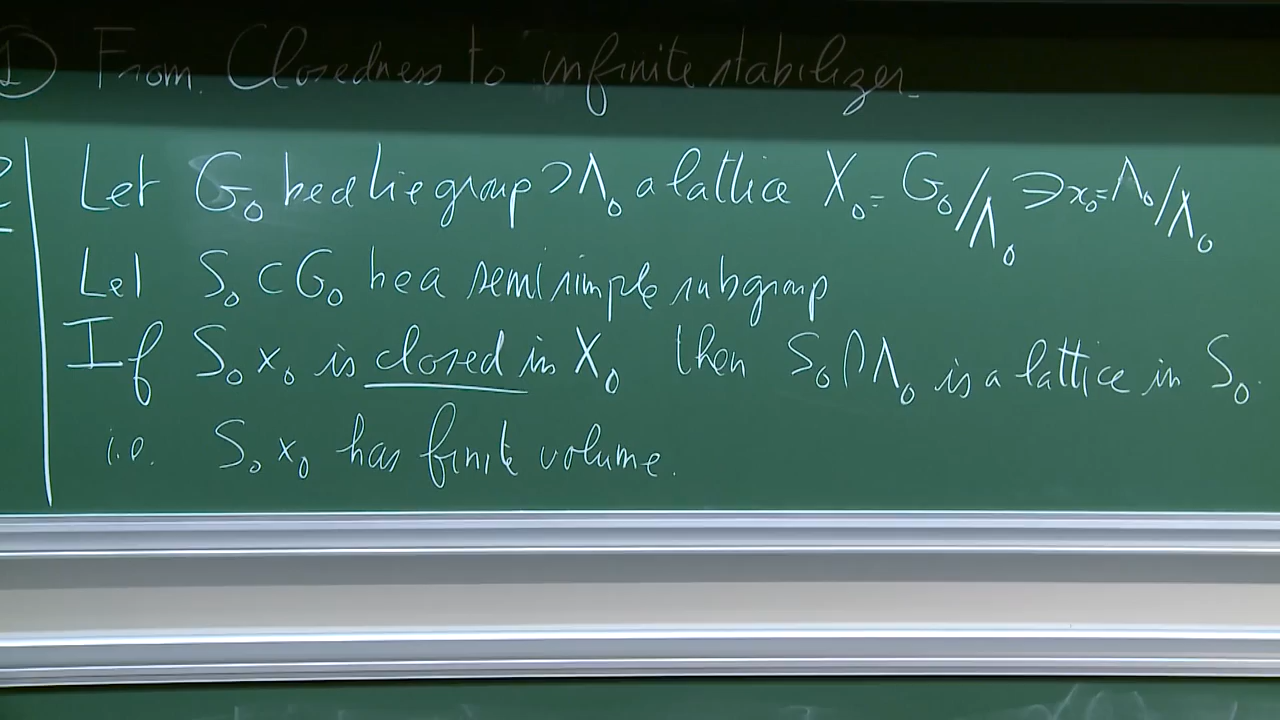 1) From Closedness to infinite stabilizer
Let G₀ be a Lie group ⊃ Λ₀ a lattice X₀ = G₀/Λ₀ ∋ x₀ = Λ₀/Λ₀
Let S₀ ⊂ G₀ be a semisimple subgroup
If S₀x₀ is closed in X₀ then S₀∩Λ₀ is a lattice in S₀.
i.e. S₀x₀ has finite volume.